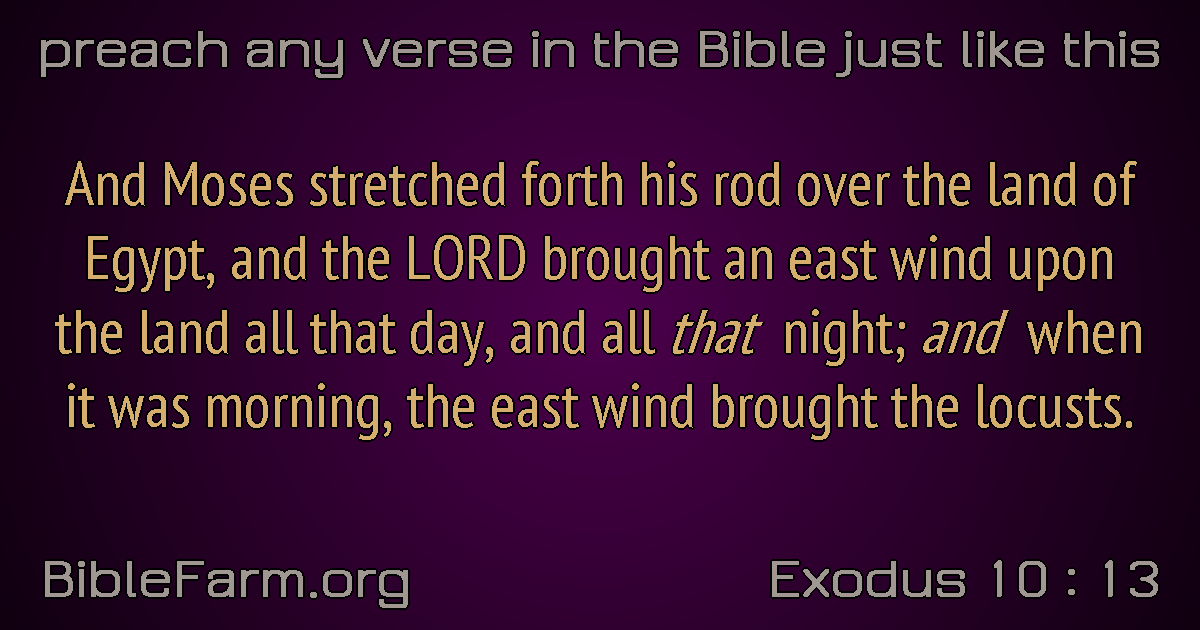 preach any verse in the Bible just like this
And Moses stretched forth his rod over the land of
Egypt, and the LORD brought an east wind upon
the land all that day, and all that night; and when
it was morning, the east wind brought the locusts.
BibleFarm.org
Exodus 10 : 13